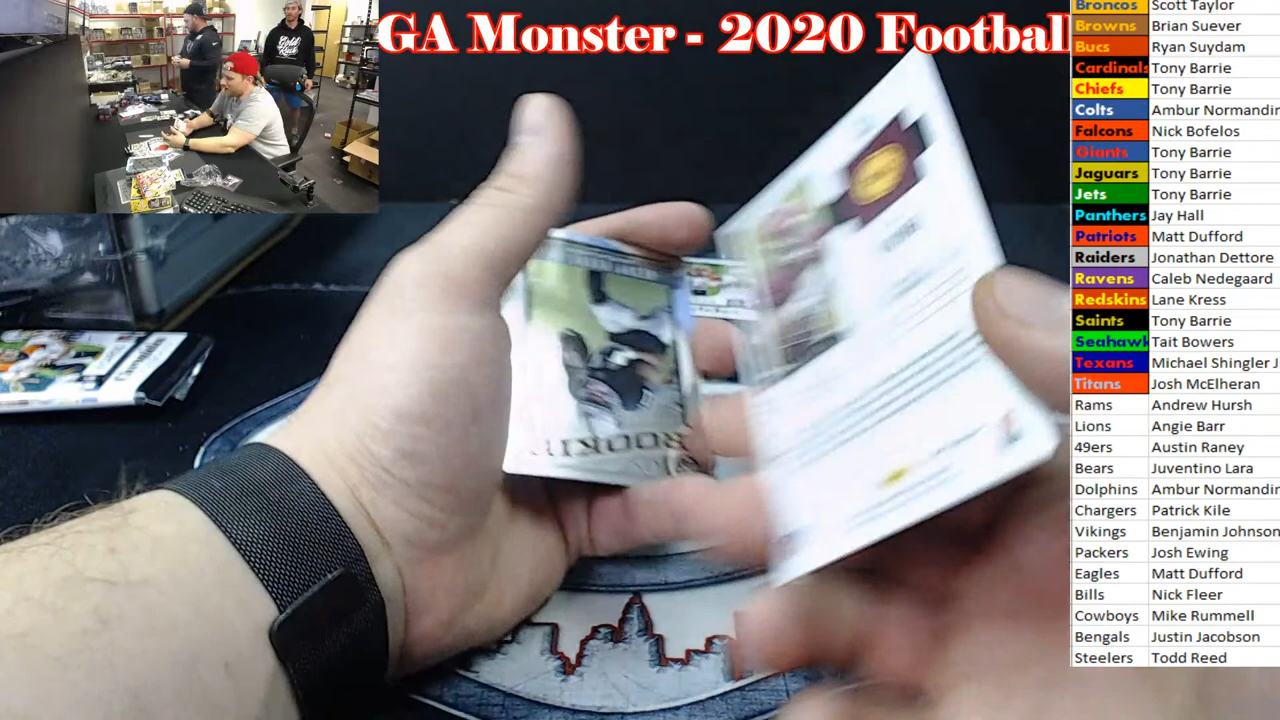 GA Monster - 2020 Football
Broncos Scott Taylor
Browns Brian Suever
Bucs Ryan Suydam
Cardinals Tony Barrie
Chiefs Tony Barrie
Colts Ambur Normandin
Falcons Nick Bofelos
Giants Tony Barrie
Jaguars Tony Barrie
Jets Tony Barrie
Panthers Jay Hall
Patriots Matt Dufford
Raiders Jonathan Dettore
Ravens Caleb Nedegaard
Redskins Lane Kress
Saints Tony Barrie
Seahawk Tait Bowers
Texans Michael Shingler J
Titans Josh McElheran
Rams Andrew Hursh
Lions Angie Barr
49ers Austin Raney
Bears Juventino Lara
Dolphins Ambur Normandin
Chargers Patrick Kile
Vikings Benjamin Johnson
Packers Josh Ewing
Eagles Matt Dufford
Bills Nick Fleer
Cowboys Mike Rummell
Bengals Justin Jacobson
Steelers Todd Reed